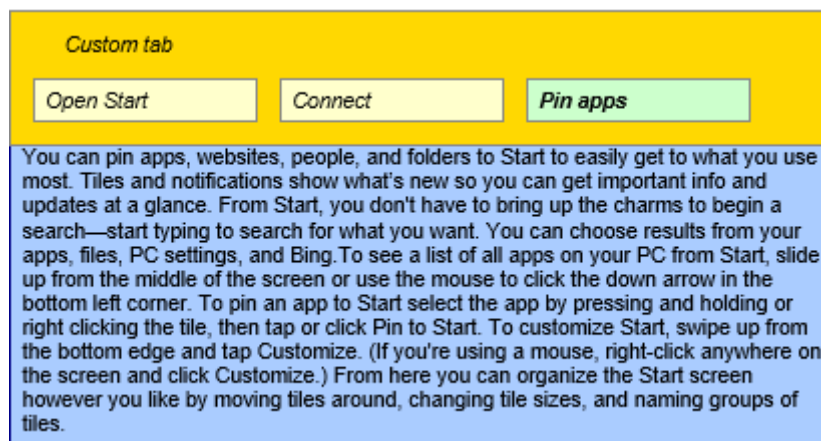 Custom tab
Open Start
Connect
Pin apps
You can pin apps, websites, people, and folders to Start to easily get to what you use
most. Tiles and notifications show what's new so you can get important info and
updates at a glance. From Start, you don't have to bring up the charms to begin a
search—start typing to search for what you want. You can choose results from your
apps, files, PC settings, and Bing.To see a list of all apps on your PC from Start, slide
up from the middle of the screen or use the mouse to click the down arrow in the
bottom left corner. To pin an app to Start select the app by pressing and holding or
right clicking the tile, then tap or click Pin to Start. To customize Start, swipe up from
the bottom edge and tap Customize. (If you're using a mouse, right-click anywhere on
the screen and click Customize.) From here you can organize the Start screen
however you like by moving tiles around, changing tile sizes, and naming groups of
tiles.